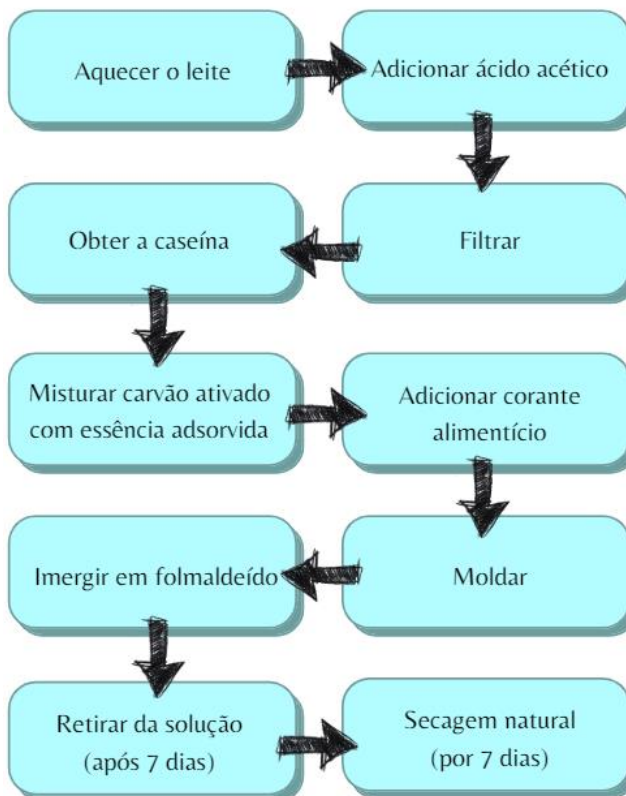 Aquecer o leite
Adicionar ácido acético
Filtrar
Obter a caseína
Misturar carvão ativado
com essência adsorvida
Adicionar corante
alimentício
Moldar
Imergir em folmaldeído
Retirar da solução
(após 7 dias)
Secagem natural
(por 7 dias)